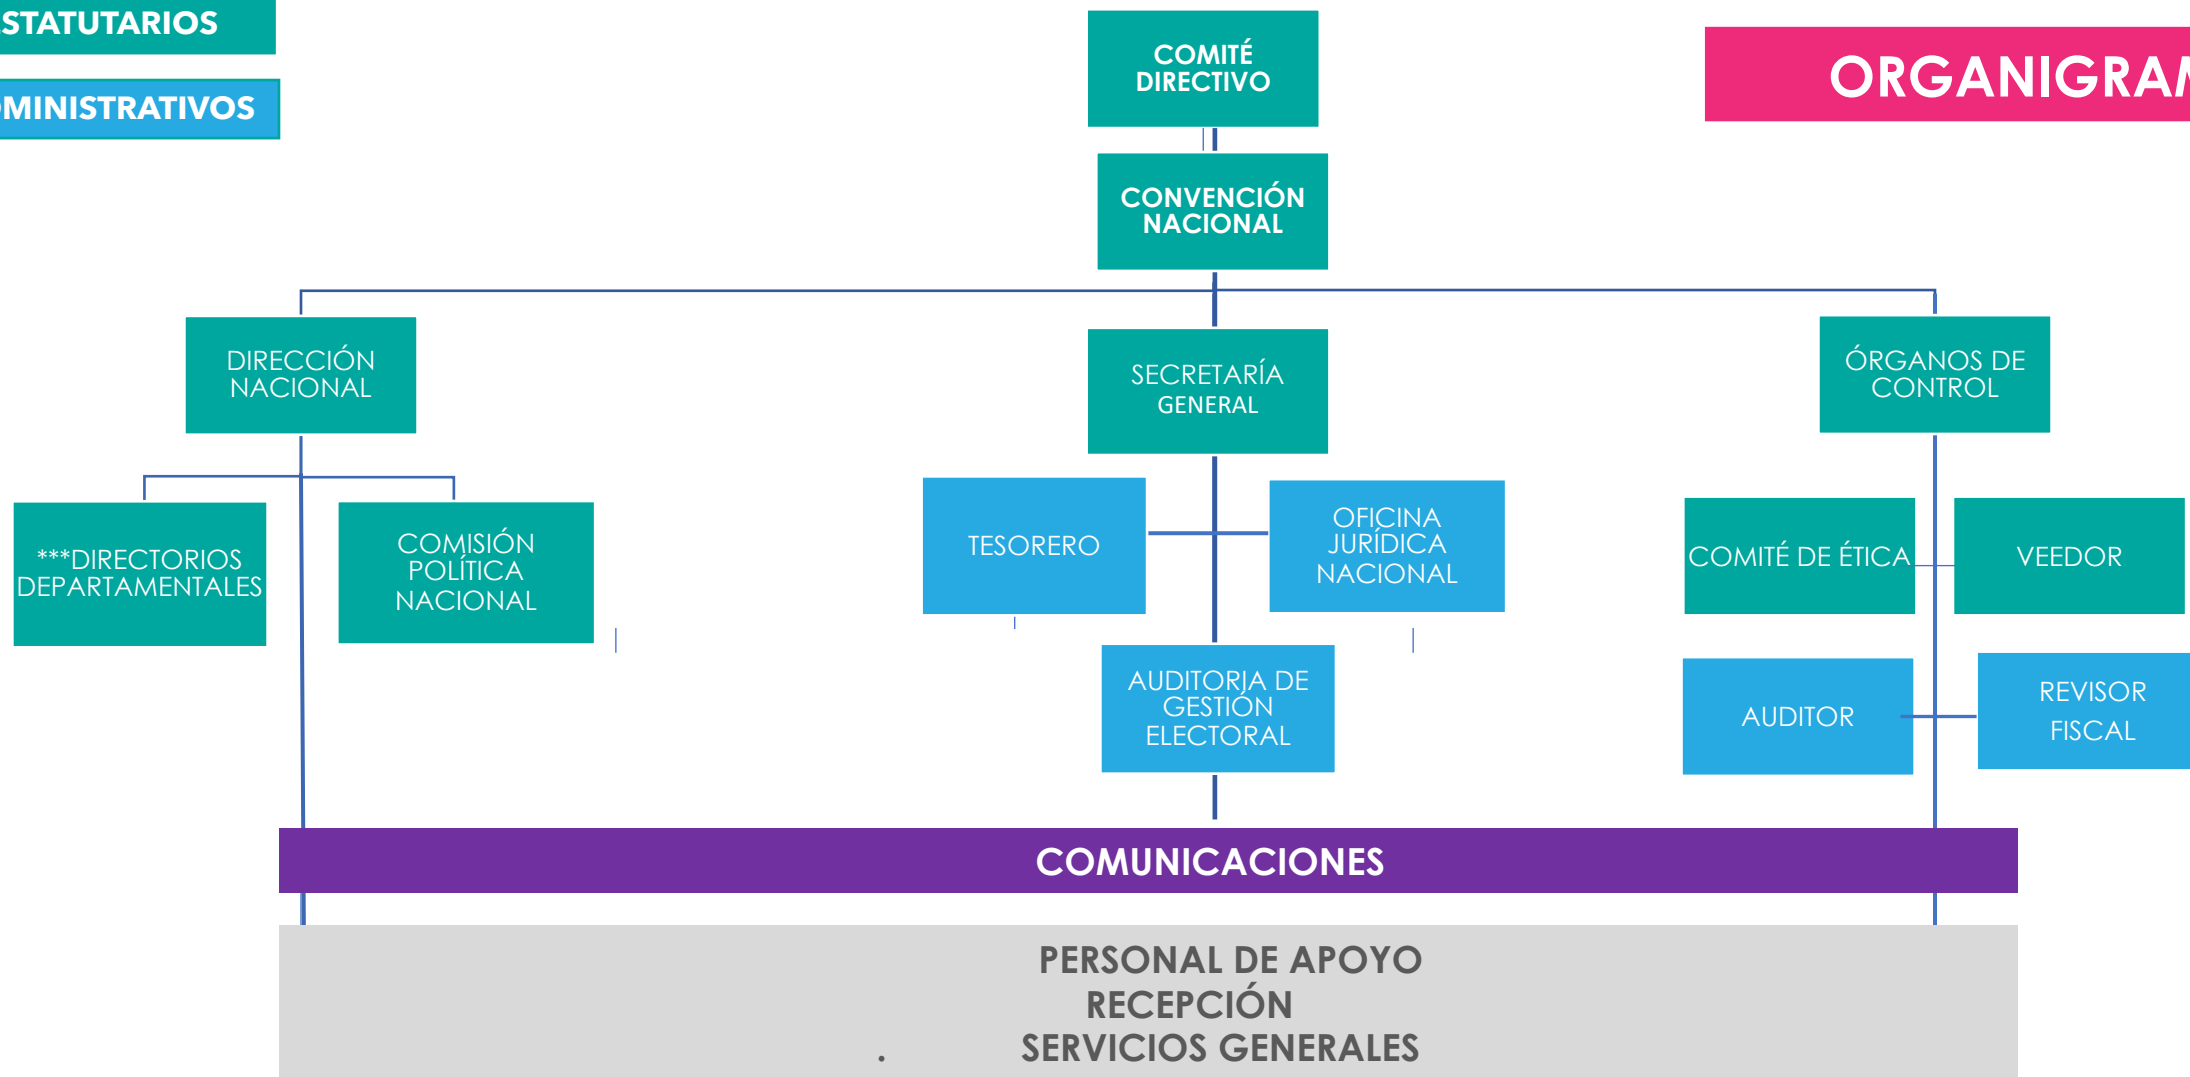 STATUTARIOS
DMINISTRATIVOS
ORGANIGRAM
COMITÉ
DIRECTIVO
CONVENCIÓN
NACIONAL
DIRECCIÓN
NACIONAL
SECRETARÍA
GENERAL
ÓRGANOS DE
CONTROL
***DIRECTORIOS
DEPARTAMENTALES
COMISIÓN
POLÍTICA
NACIONAL
TESORERO
OFICINA
JURÍDICA
NACIONAL
COMITÉ DE ÉTICA
VEEDOR
AUDITORIA DE
GESTIÓN
ELECTORAL
AUDITOR
REVISOR
FISCAL
COMUNICACIONES
PERSONAL DE APOYO
RECEPCIÓN
. SERVICIOS GENERALES